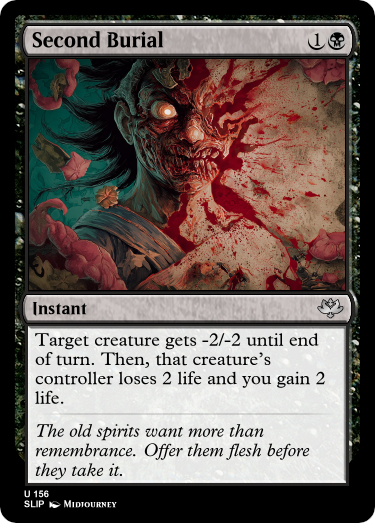 Second Burial 1
Instant
Target creature gets -2/-2 until end
of turn. Then, that creature's
controller loses 2 life and you gain 2
life.
The old spirits want more than
remembrance. Offer them flesh before
they take it.
U 156
SLIP Midjourney